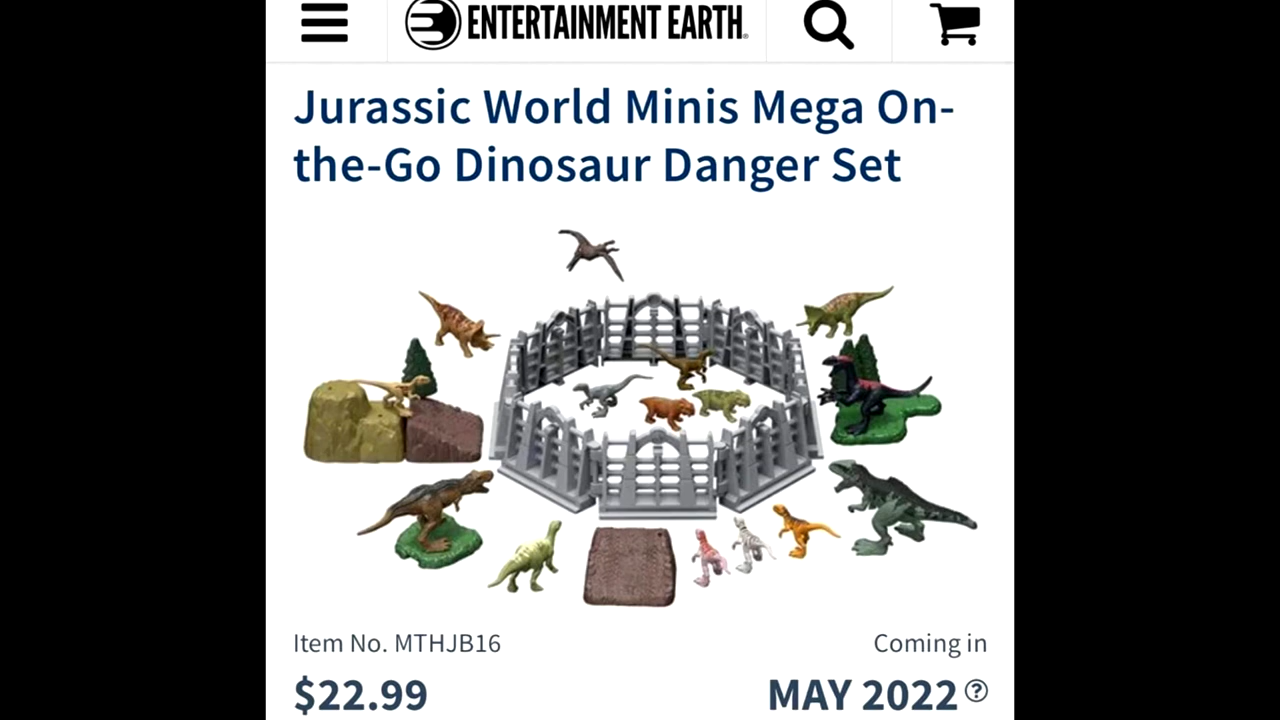 ENTERTAINMENT EARTH®
Jurassic World Minis Mega On-
the-Go Dinosaur Danger Set
Item No. MTHJB16
Coming in
$22.99
MAY 2022 ?